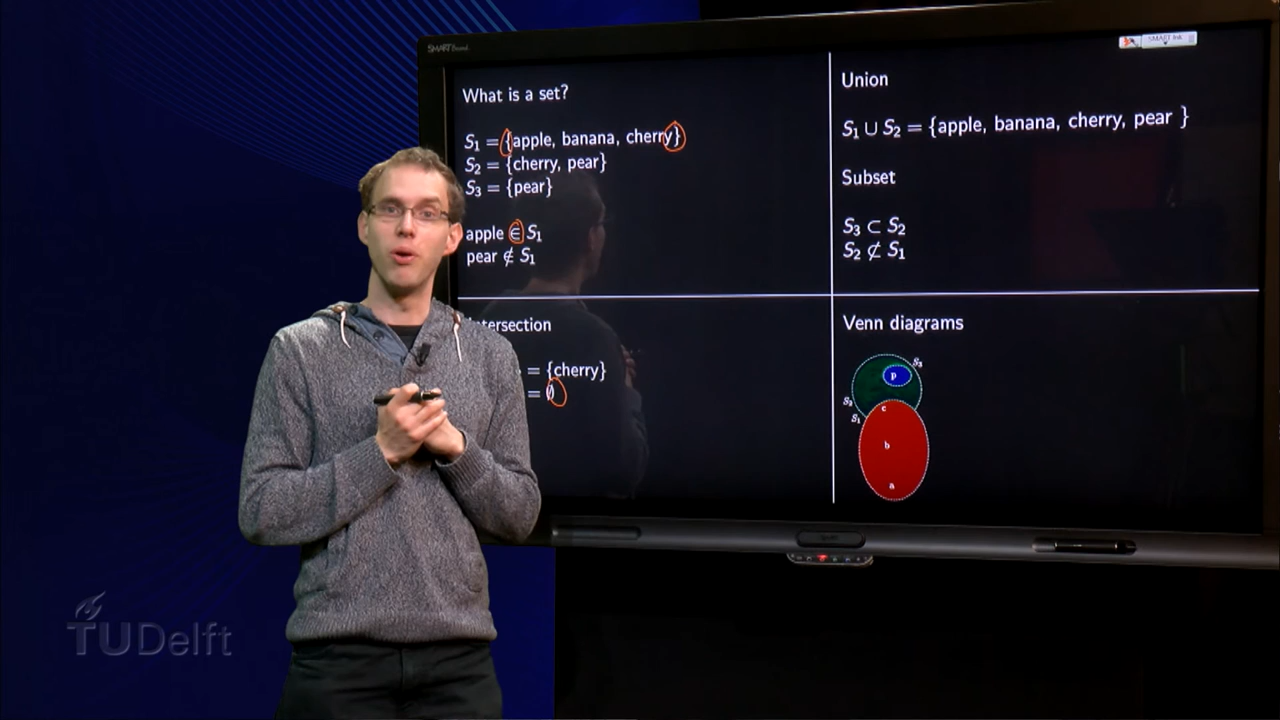 SMART Board
SMART Ink
What is a set?
S₁ = {apple, banana, cherry}
S₂ = {cherry, pear}
S₃ = {pear}
apple ∈ S₁
pear ∉ S₁
Union
S₁ ∪ S₂ = {apple, banana, cherry, pear }
Subset
S₃ ⊂ S₂
S₂ ⊄ S₁
ntersection
= {cherry}
= ∅
Venn diagrams
S₃
p
S₂
S₁
c
b
a
TUDelft